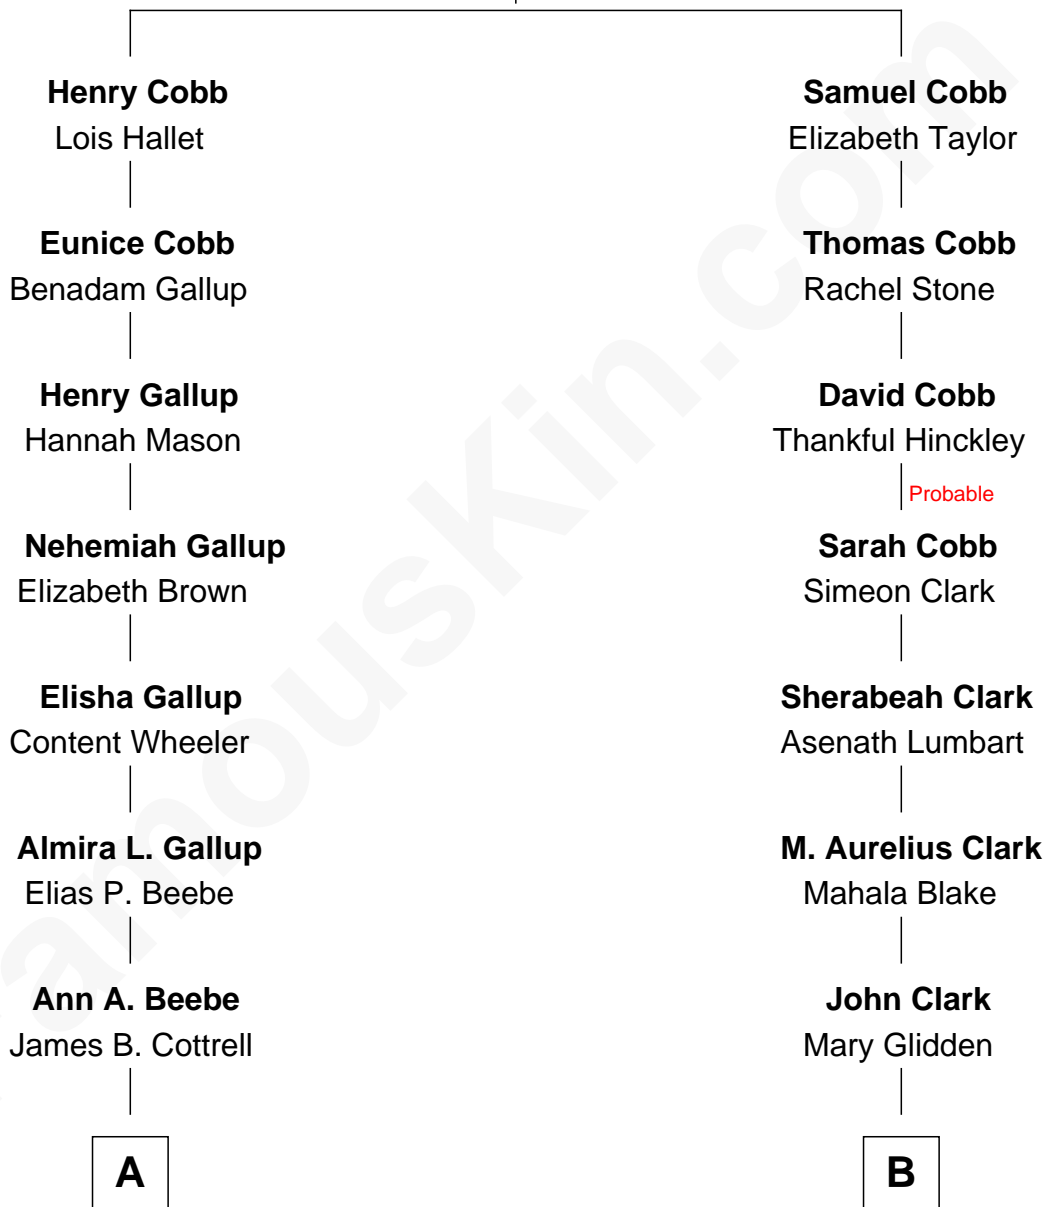 Henry Cobb
Lois Hallet
Eunice Cobb
Benadam Gallup
Henry Gallup
Hannah Mason
Nehemiah Gallup
Elizabeth Brown
Elisha Gallup
Content Wheeler
Almira L. Gallup
Elias P. Beebe
Ann A. Beebe
James B. Cottrell
A
Samuel Cobb
Elizabeth Taylor
Thomas Cobb
Rachel Stone
David Cobb
Thankful Hinckley
Probable
Sarah Cobb
Simeon Clark
Sherabeah Clark
Asenath Lumbart
M. Aurelius Clark
Mahala Blake
John Clark
Mary Glidden
B
amouskin.com